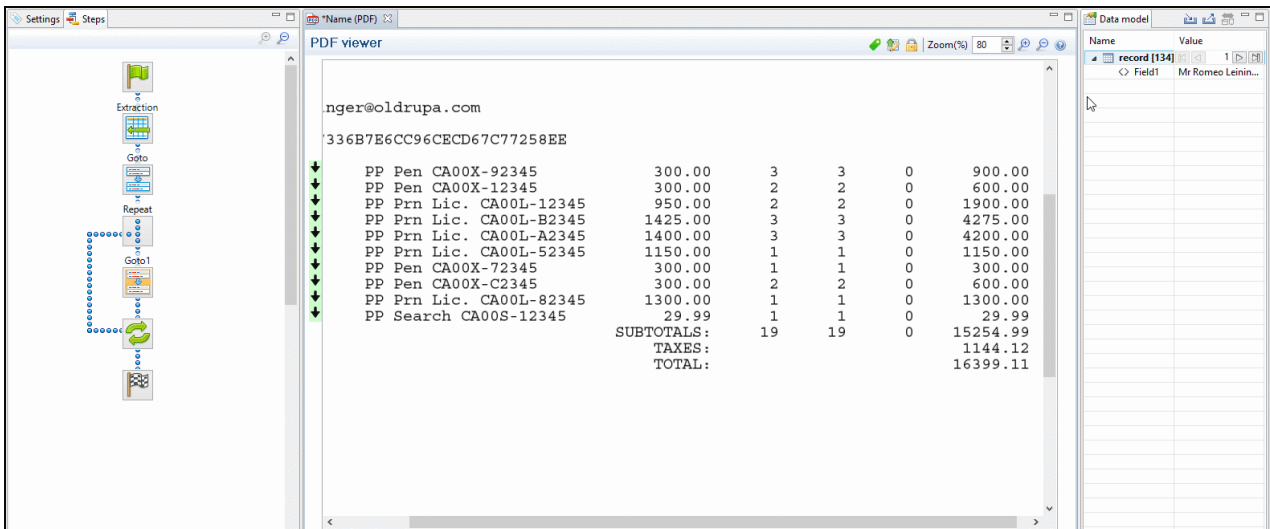 Settings Steps
Extraction
Goto
Repeat
Goto1
*Name (PDF)
PDF viewer
Zoom(%) 80
nger@oldrupa.com
336B7E6CC96CECD67C77258EE
PP Pen CA00X-92345 300.00 3 3 0 900.00
PP Pen CA00X-12345 300.00 2 2 0 600.00
PP Prn Lic. CA00L-12345 950.00 2 2 0 1900.00
PP Prn Lic. CA00L-B2345 1425.00 3 3 0 4275.00
PP Prn Lic. CA00L-A2345 1400.00 3 3 0 4200.00
PP Prn Lic. CA00L-52345 1150.00 1 1 0 1150.00
PP Pen CA00X-72345 300.00 1 1 0 300.00
PP Pen CA00X-C2345 300.00 2 2 0 600.00
PP Prn Lic. CA00L-82345 1300.00 1 1 0 1300.00
PP Search CA00S-12345 29.99 1 1 0 29.99
SUBTOTALS: 19 19 0 15254.99
TAXES: 1144.12
TOTAL: 16399.11
Data model
Name Value
record [134] 1
Field1 Mr Romeo Leinin...